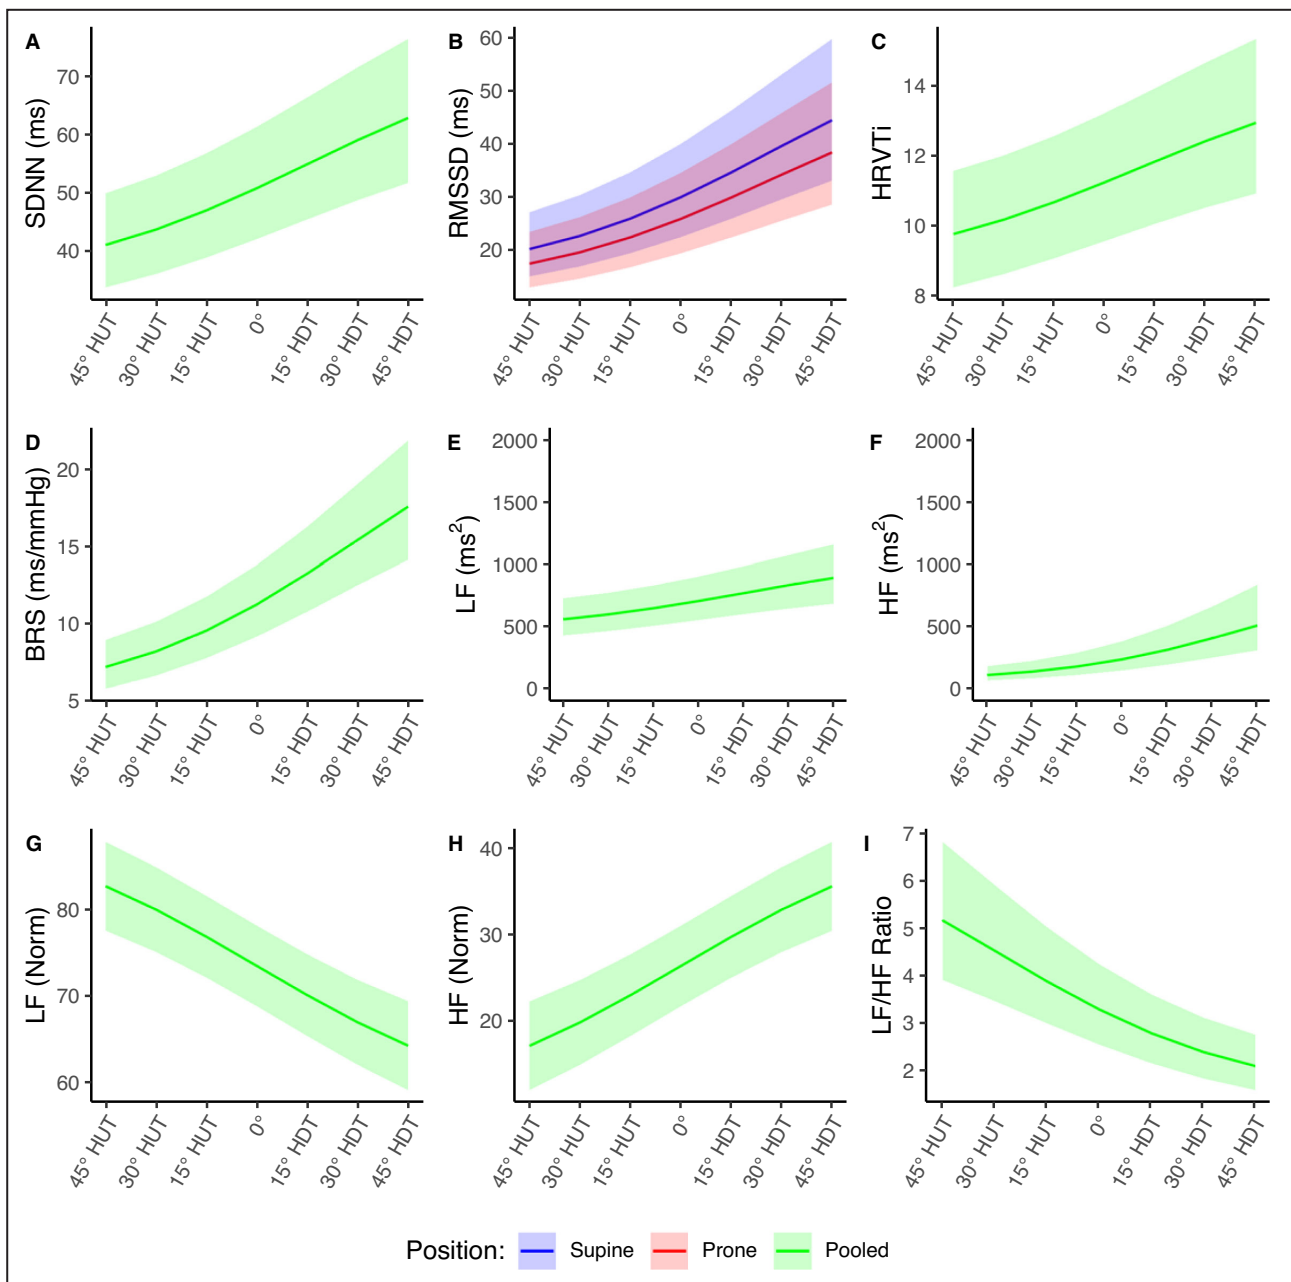 A
SDNN (ms)
70
60
50
40
45° HUT
30° HUT
15° HUT
0°
15° HDT
30° HDT
45° HDT
B
RMSSD (ms)
60
50
40
30
20
45° HUT
30° HUT
15° HUT
0°
15° HDT
30° HDT
45° HDT
C
HRVTi
14
12
10
8
45° HUT
30° HUT
15° HUT
0°
15° HDT
30° HDT
45° HDT
D
BRS (ms/mmHg)
20
15
10
5
45° HUT
30° HUT
15° HUT
0°
15° HDT
30° HDT
45° HDT
E
LF (ms²)
2000
1500
1000
500
0
45° HUT
30° HUT
15° HUT
0°
15° HDT
30° HDT
45° HDT
F
HF (ms²)
2000
1500
1000
500
0
45° HUT
30° HUT
15° HUT
0°
15° HDT
30° HDT
45° HDT
G
LF (Norm)
80
70
60
45° HUT
30° HUT
15° HUT
0°
15° HDT
30° HDT
45° HDT
H
HF (Norm)
40
30
20
45° HUT
30° HUT
15° HUT
0°
15° HDT
30° HDT
45° HDT
I
LF/HF Ratio
7
6
5
4
3
2
45° HUT
30° HUT
15° HUT
0°
15° HDT
30° HDT
45° HDT
Position: Supine Prone Pooled